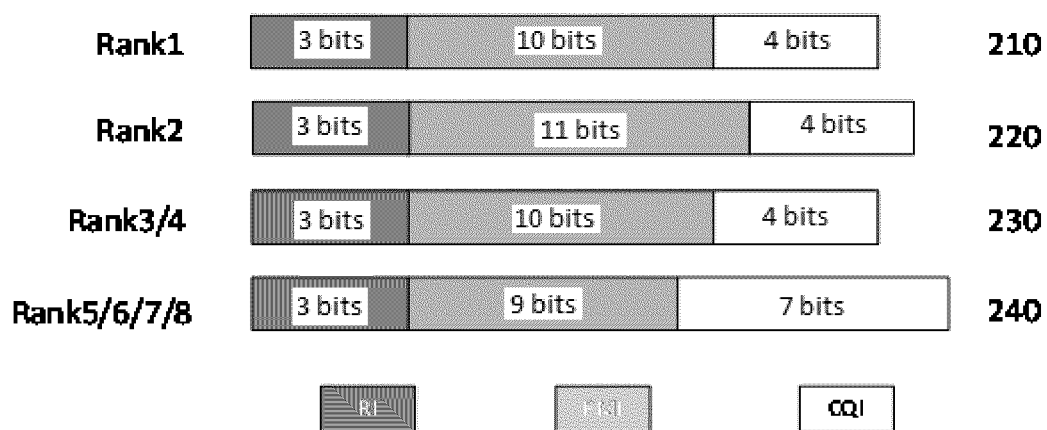 Rank1 3 bits 10 bits 4 bits 210
Rank2 3 bits 11 bits 4 bits 220
Rank3/4 3 bits 10 bits 4 bits 230
Rank5/6/7/8 3 bits 9 bits 7 bits 240
RI PMI CQI